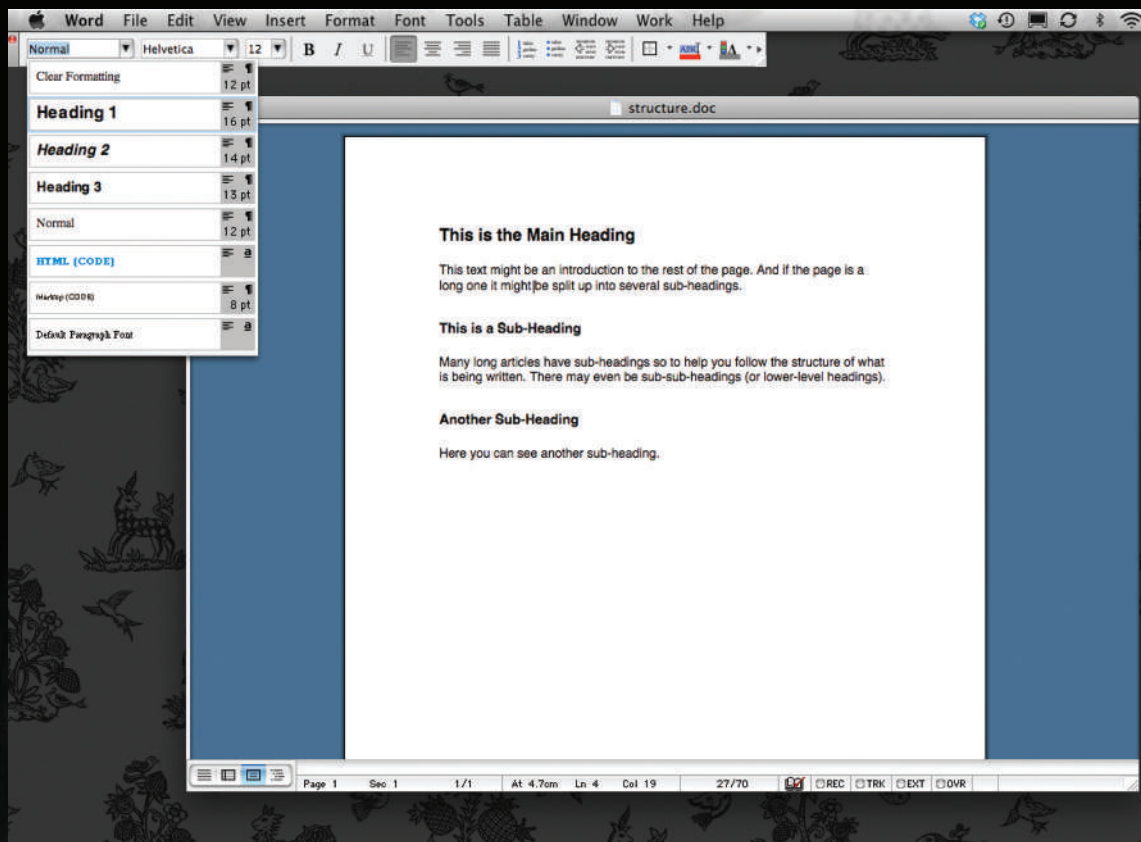 Word File Edit View Insert Format Font Tools Table Window Work Help
Normal Helvetica 12 B I U
Clear Formatting 12 pt
Heading 1 16 pt
Heading 2 14 pt
Heading 3 13 pt
Normal 12 pt
HTML (CODE) a
Markup (CODE) 8 pt
Default Paragraph Font a
structure.doc
This is the Main Heading
This text might be an introduction to the rest of the page. And if the page is a
long one it might be split up into several sub-headings.
This is a Sub-Heading
Many long articles have sub-headings so to help you follow the structure of what
is being written. There may even be sub-sub-headings (or lower-level headings).
Another Sub-Heading
Here you can see another sub-heading.
Page 1 Sec 1 1/1 At 4.7cm Ln 4 Col 19 27/70 REC TRK EXT OVR